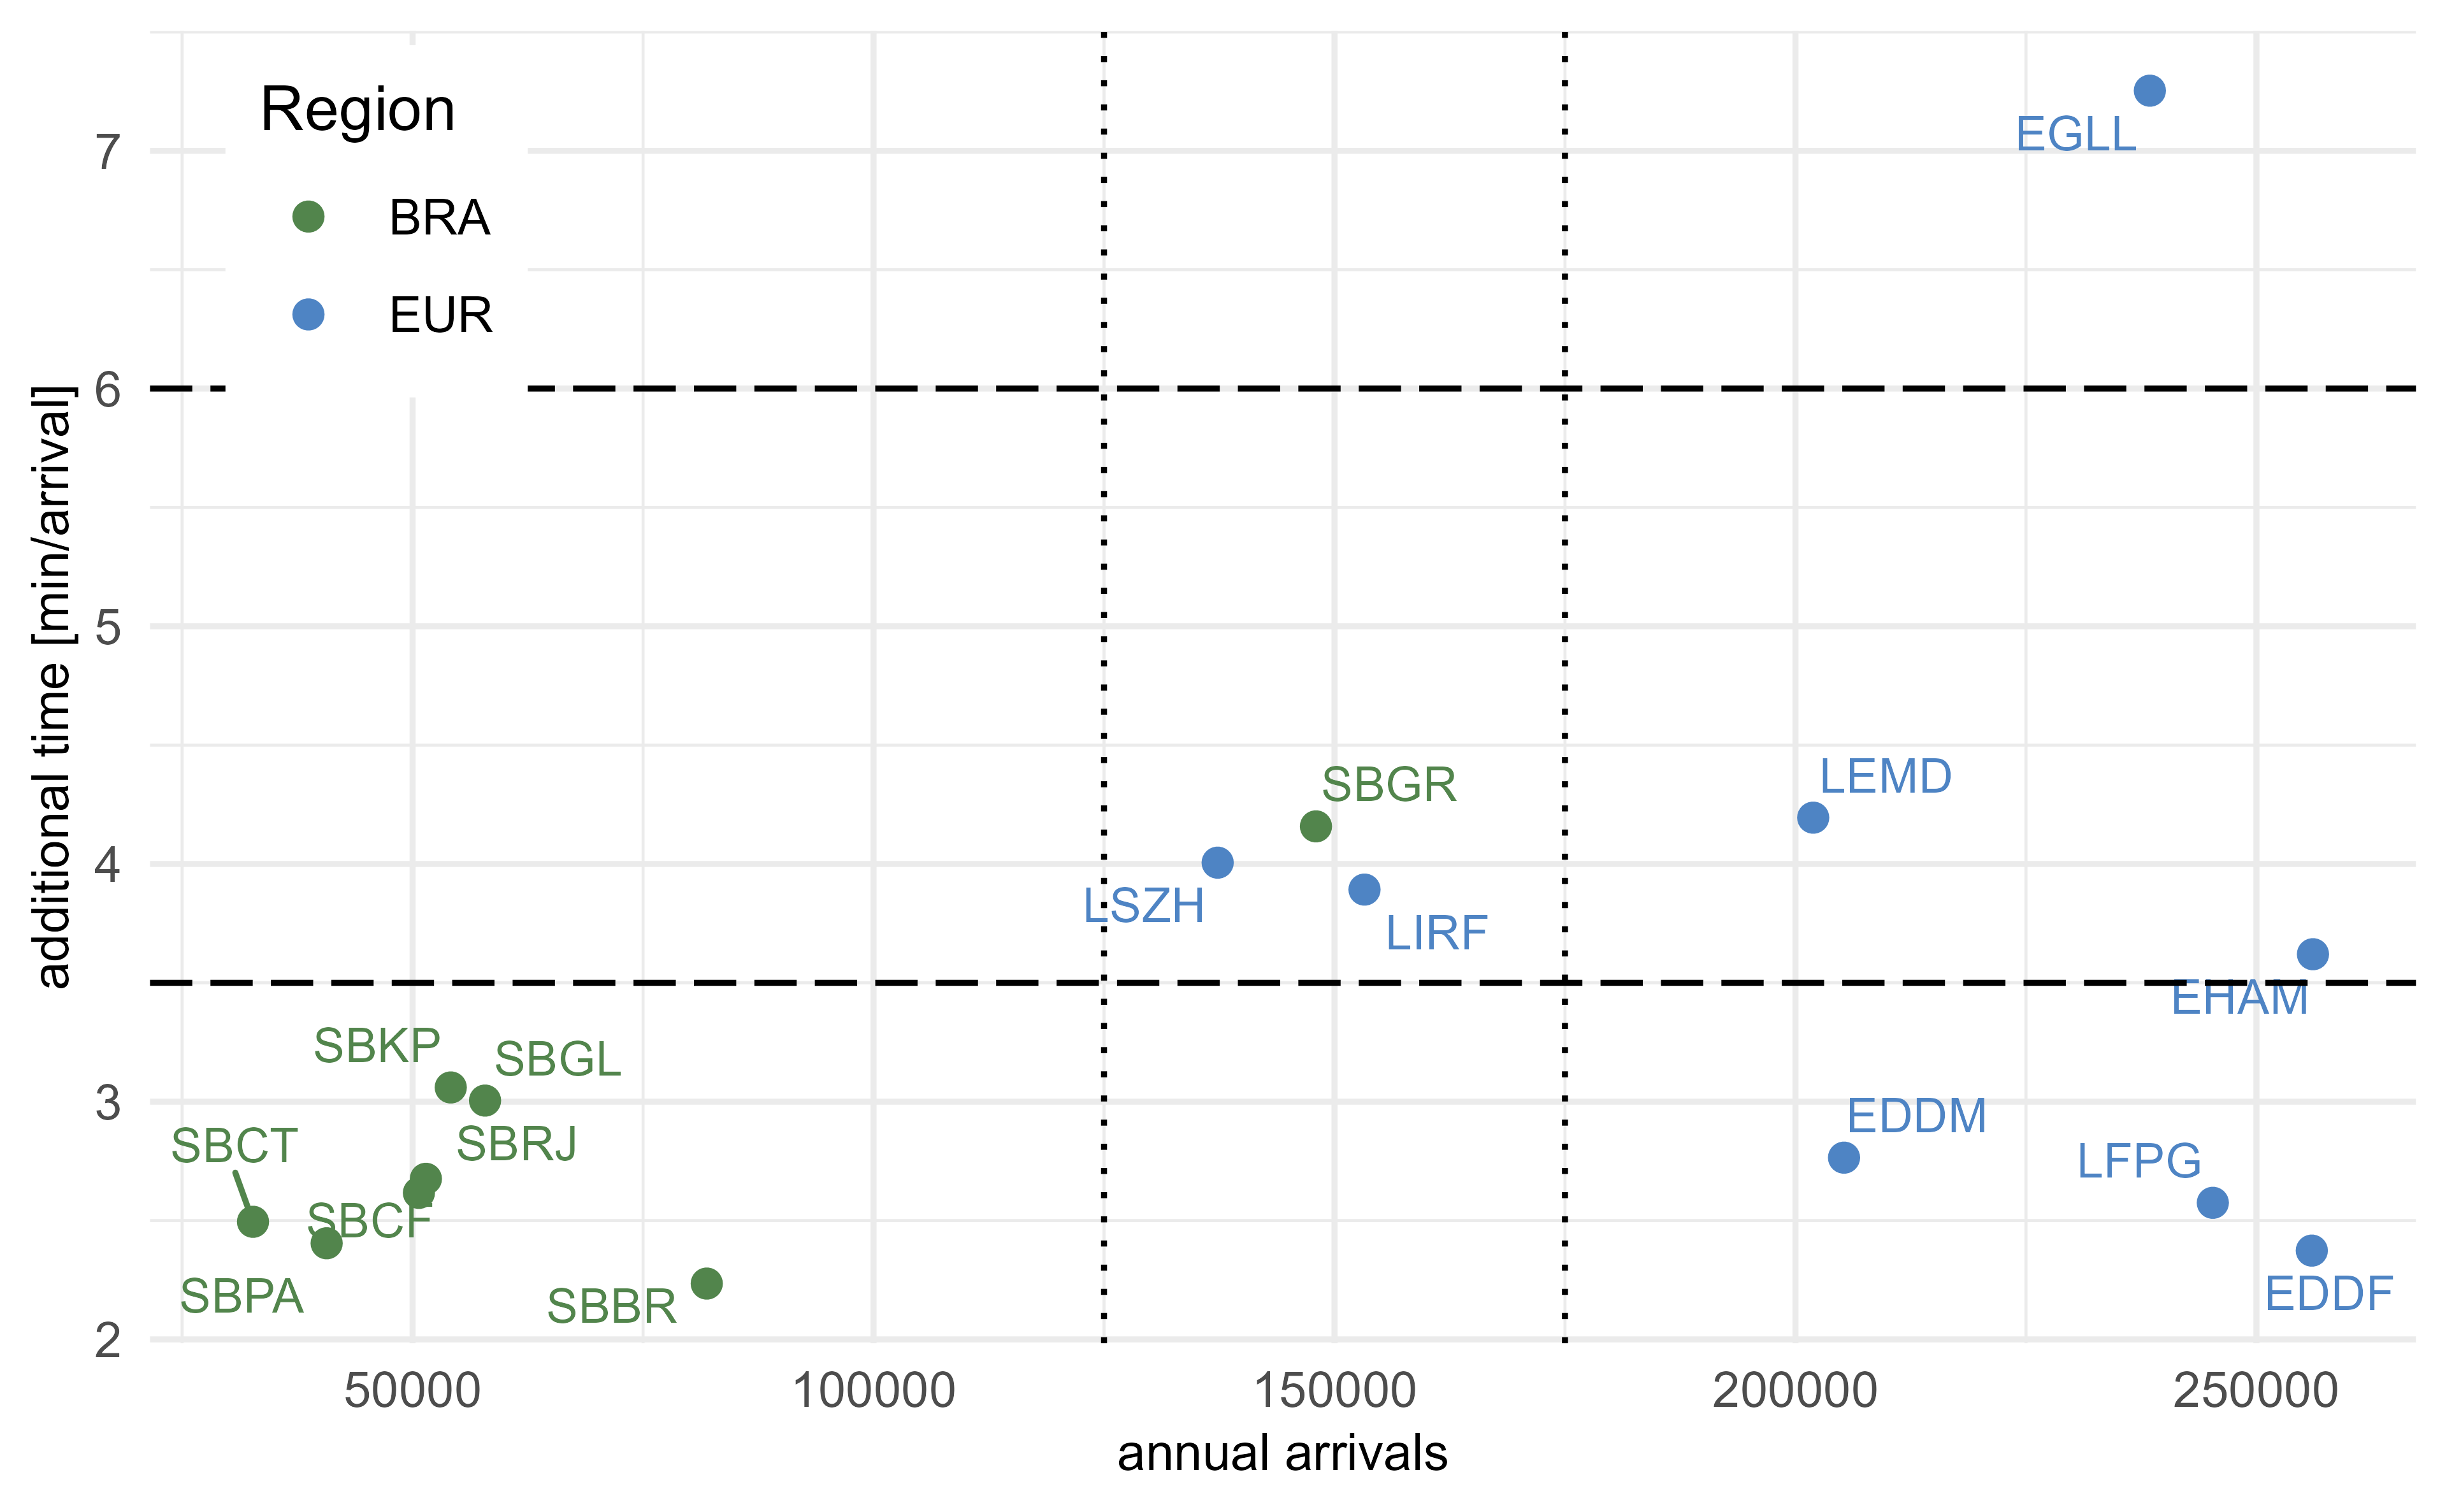 Region
BRA
EUR
EGLL
7
6
5
4
3
2
additional time [min/arrival]
LEMD
SBGR
LSZH
LIRF
EHAM
SBKP
SBGL
SBCT
SBRJ
EDDM
LFPG
SBCF
SBPA
SBBR
EDDF
50000
100000
150000
200000
250000
annual arrivals